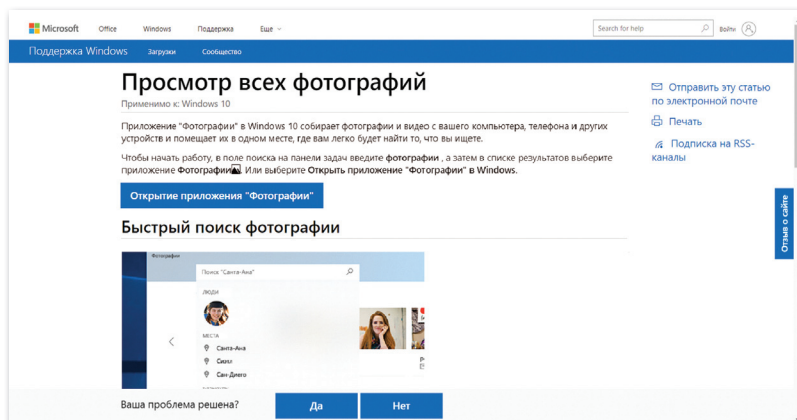 Microsoft Office Windows Поддержка Еще Search for help Войти
Поддержка Windows Загрузки Сообщество
Просмотр всех фотографий
Применимо к: Windows 10
Приложение "Фотографии" в Windows 10 собирает фотографии и видео с вашего компьютера, телефона и других
устройств и помещает их в одном месте, где вам легко будет найти то, что вы ищете.
Чтобы начать работу, в поле поиска на панели задач введите фотографии , а затем в списке результатов выберите
приложение Фотографии. Или выберите Открыть приложение "Фотографии" в Windows.
Открытие приложения "Фотографии"
Быстрый поиск фотографии
Фотографии
Поиск "Санта-Ана"
ЛЮДИ
МЕСТА
Санта-Ана
Сиэтл
Сан-Диего
Отправить эту статью
по электронной почте
Печать
Подписка на RSS-
каналы
Отзыв о сайте
Ваша проблема решена? Да Нет